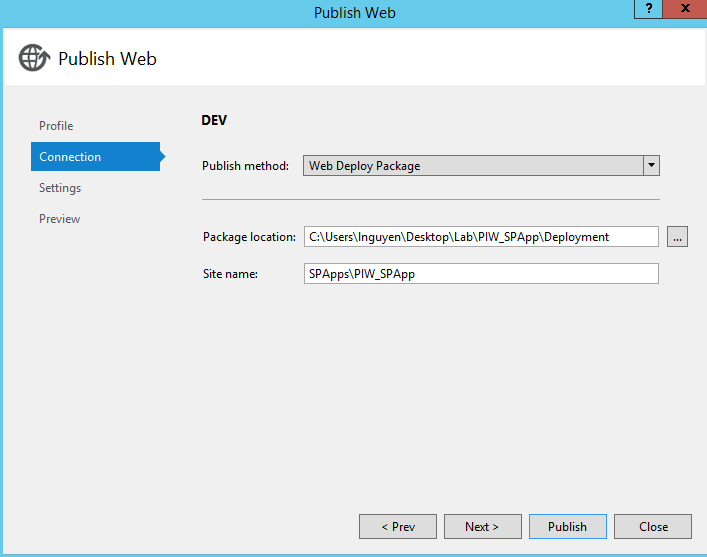 Publish Web
?
x
Publish Web
Profile
Connection
Settings
Preview
DEV
Publish method: Web Deploy Package
Package location: C:\Users\lnguyen\Desktop\Lab\PIW_SPApp\Deployment ...
Site name: SPApps\PIW_SPApp
< Prev Next > Publish Close